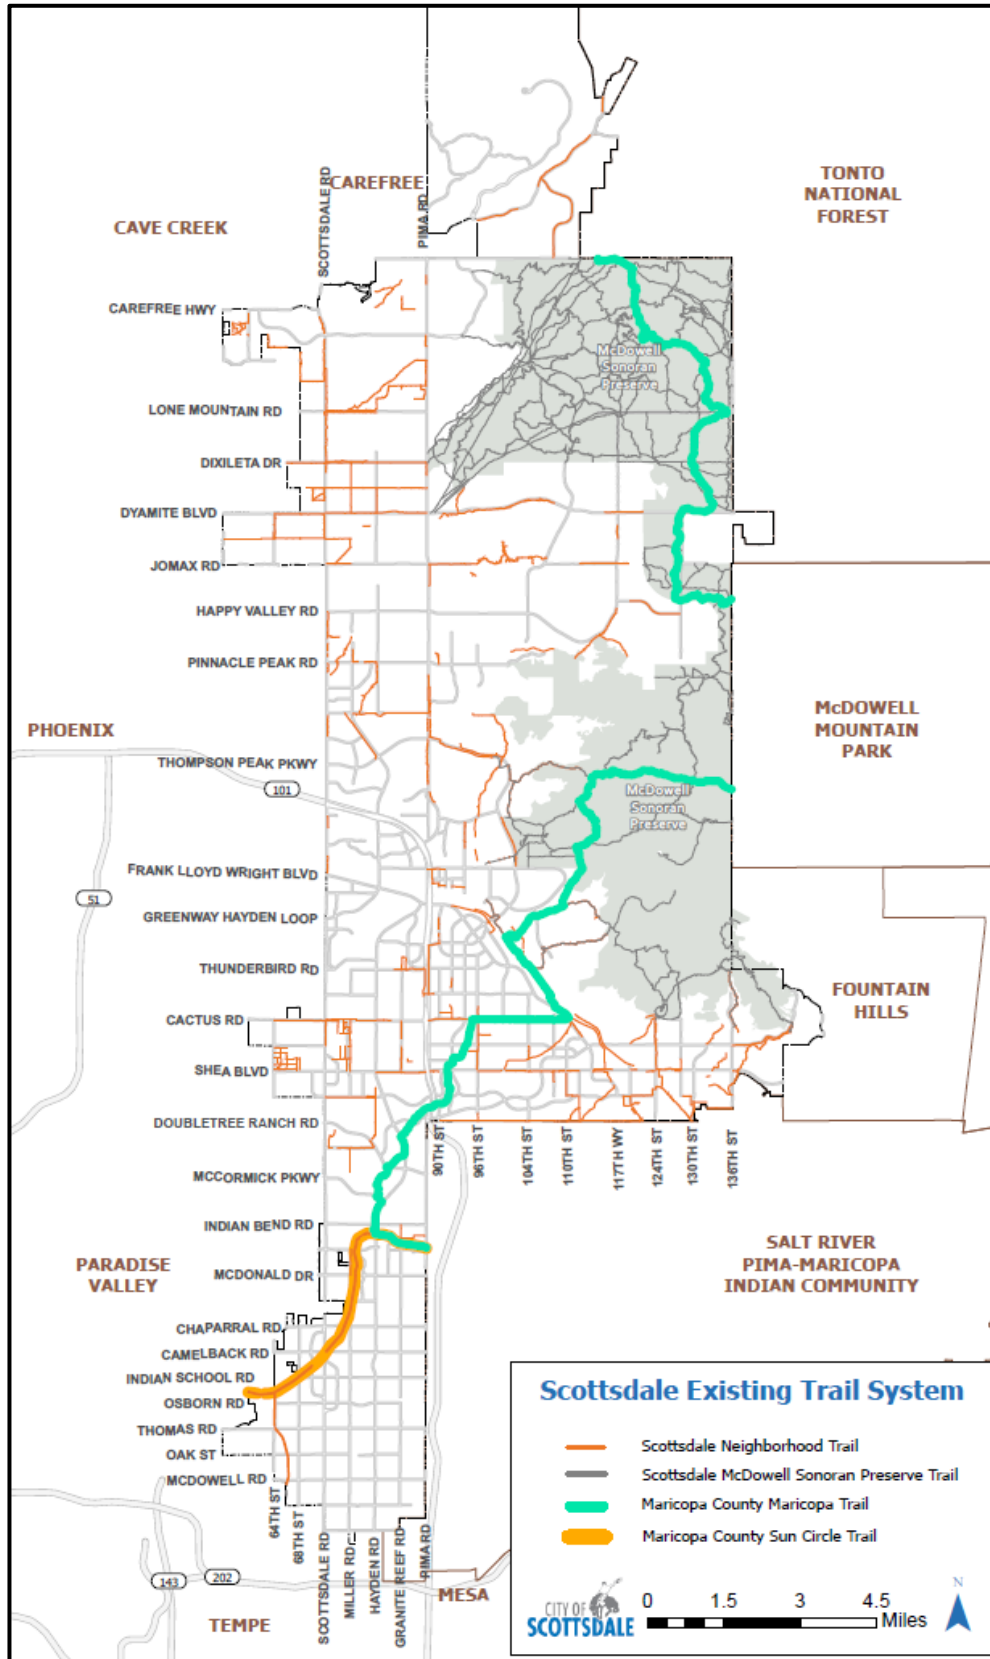 TONTO
NATIONAL
FOREST
CAREFREE
CAVE CREEK
SCOTTSDALE RD
PIMA RD
CAREFREE HWY
McDowell
Sonoran
Preserve
LONE MOUNTAIN RD
DIXILETA DR
DYAMITE BLVD
JOMAX RD
HAPPY VALLEY RD
PINNACLE PEAK RD
McDOWELL
MOUNTAIN
PARK
PHOENIX
THOMPSON PEAK PKWY
101
McDowell
Sonoran
Preserve
FRANK LLOYD WRIGHT BLVD
51
GREENWAY HAYDEN LOOP
THUNDERBIRD RD
FOUNTAIN
HILLS
CACTUS RD
SHEA BLVD
DOUBLETREE RANCH RD
90TH ST
96TH ST
104TH ST
110TH ST
117TH WY
124TH ST
130TH ST
136TH ST
MCCORMICK PKWY
INDIAN BEND RD
SALT RIVER
PIMA-MARICOPA
INDIAN COMMUNITY
PARADISE
VALLEY
MCDONALD DR
CHAPARRAL RD
CAMELBACK RD
INDIAN SCHOOL RD
OSBORN RD
THOMAS RD
OAK ST
MCDOWELL RD
64TH ST
68TH ST
SCOTTSDALE RD
MILLER RD
HAYDEN RD
GRANITE REEF RD
PIMA RD
143
202
TEMPE
MESA
Scottsdale Existing Trail System
Scottsdale Neighborhood Trail
Scottsdale McDowell Sonoran Preserve Trail
Maricopa County Maricopa Trail
Maricopa County Sun Circle Trail
CITY OF
SCOTTSDALE
0 1.5 3 4.5
Miles
N